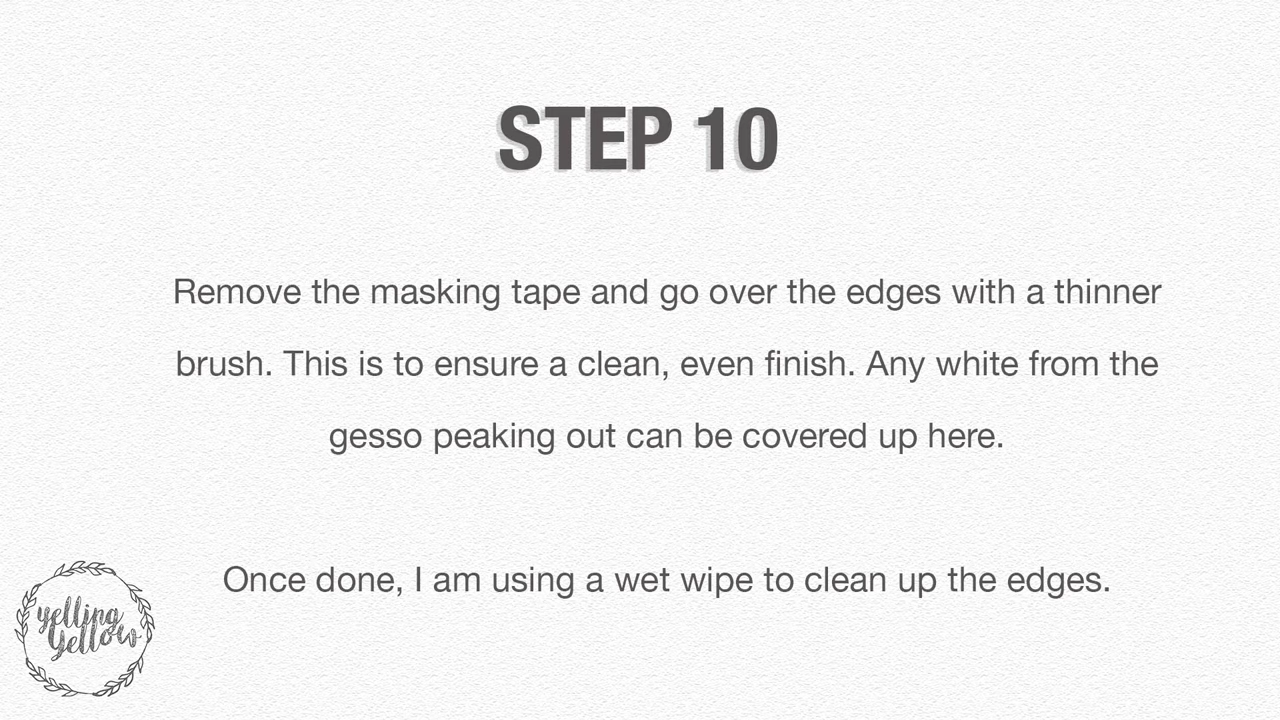 STEP 10
Remove the masking tape and go over the edges with a thinner
brush. This is to ensure a clean, even finish. Any white from the
gesso peaking out can be covered up here.
Once done, I am using a wet wipe to clean up the edges.
yelling
yellow